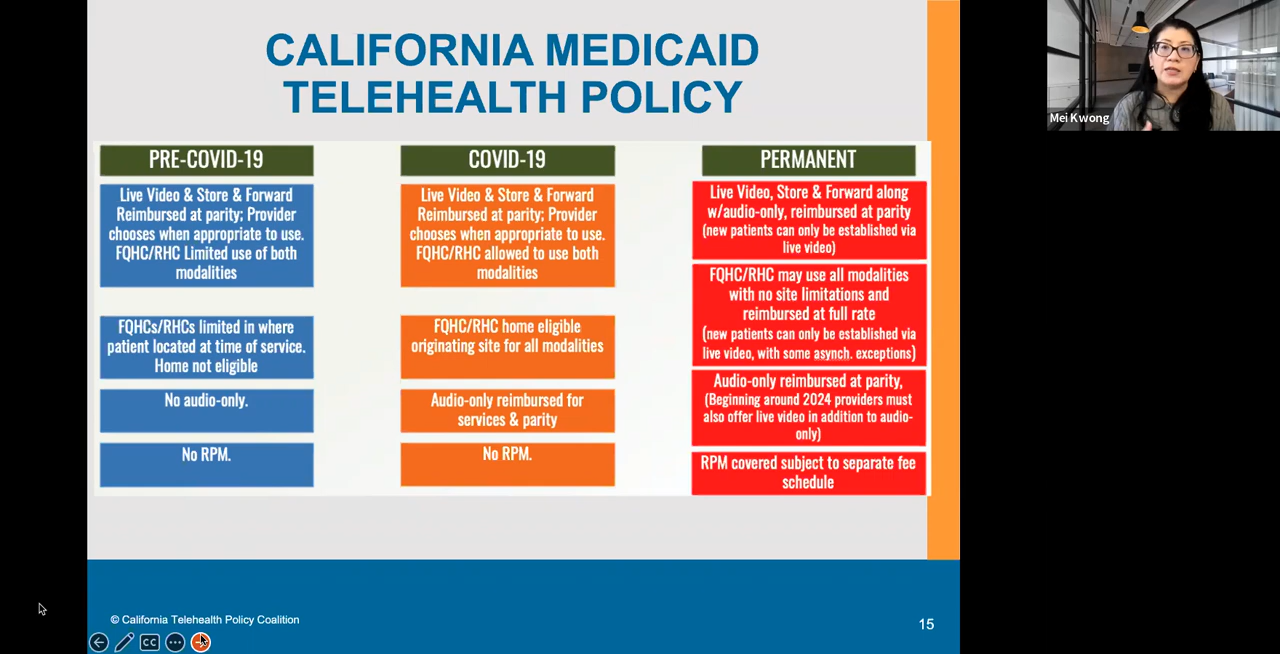 CALIFORNIA MEDICAID
TELEHEALTH POLICY
PRE-COVID-19
Live Video & Store & Forward
Reimbursed at parity; Provider
chooses when appropriate to use.
FQHC/RHC Limited use of both
modalities
FQHCs/RHCs limited in where
patient located at time of service.
Home not eligible
No audio-only.
No RPM.
COVID-19
Live Video & Store & Forward
Reimbursed at parity; Provider
chooses when appropriate to use.
FQHC/RHC allowed to use both
modalities
FQHC/RHC home eligible
originating site for all modalities
Audio-only reimbursed for
services & parity
No RPM.
PERMANENT
Live Video, Store & Forward along
w/audio-only, reimbursed at parity
(new patients can only be established via
live video)
FQHC/RHC may use all modalities
with no site limitations and
reimbursed at full rate
(new patients can only be established via
live video, with some asynch. exceptions)
Audio-only reimbursed at parity,
(Beginning around 2024 providers must
also offer live video in addition to audio-
only)
RPM covered subject to separate fee
schedule
Mei Kwong
© California Telehealth Policy Coalition
15
CC